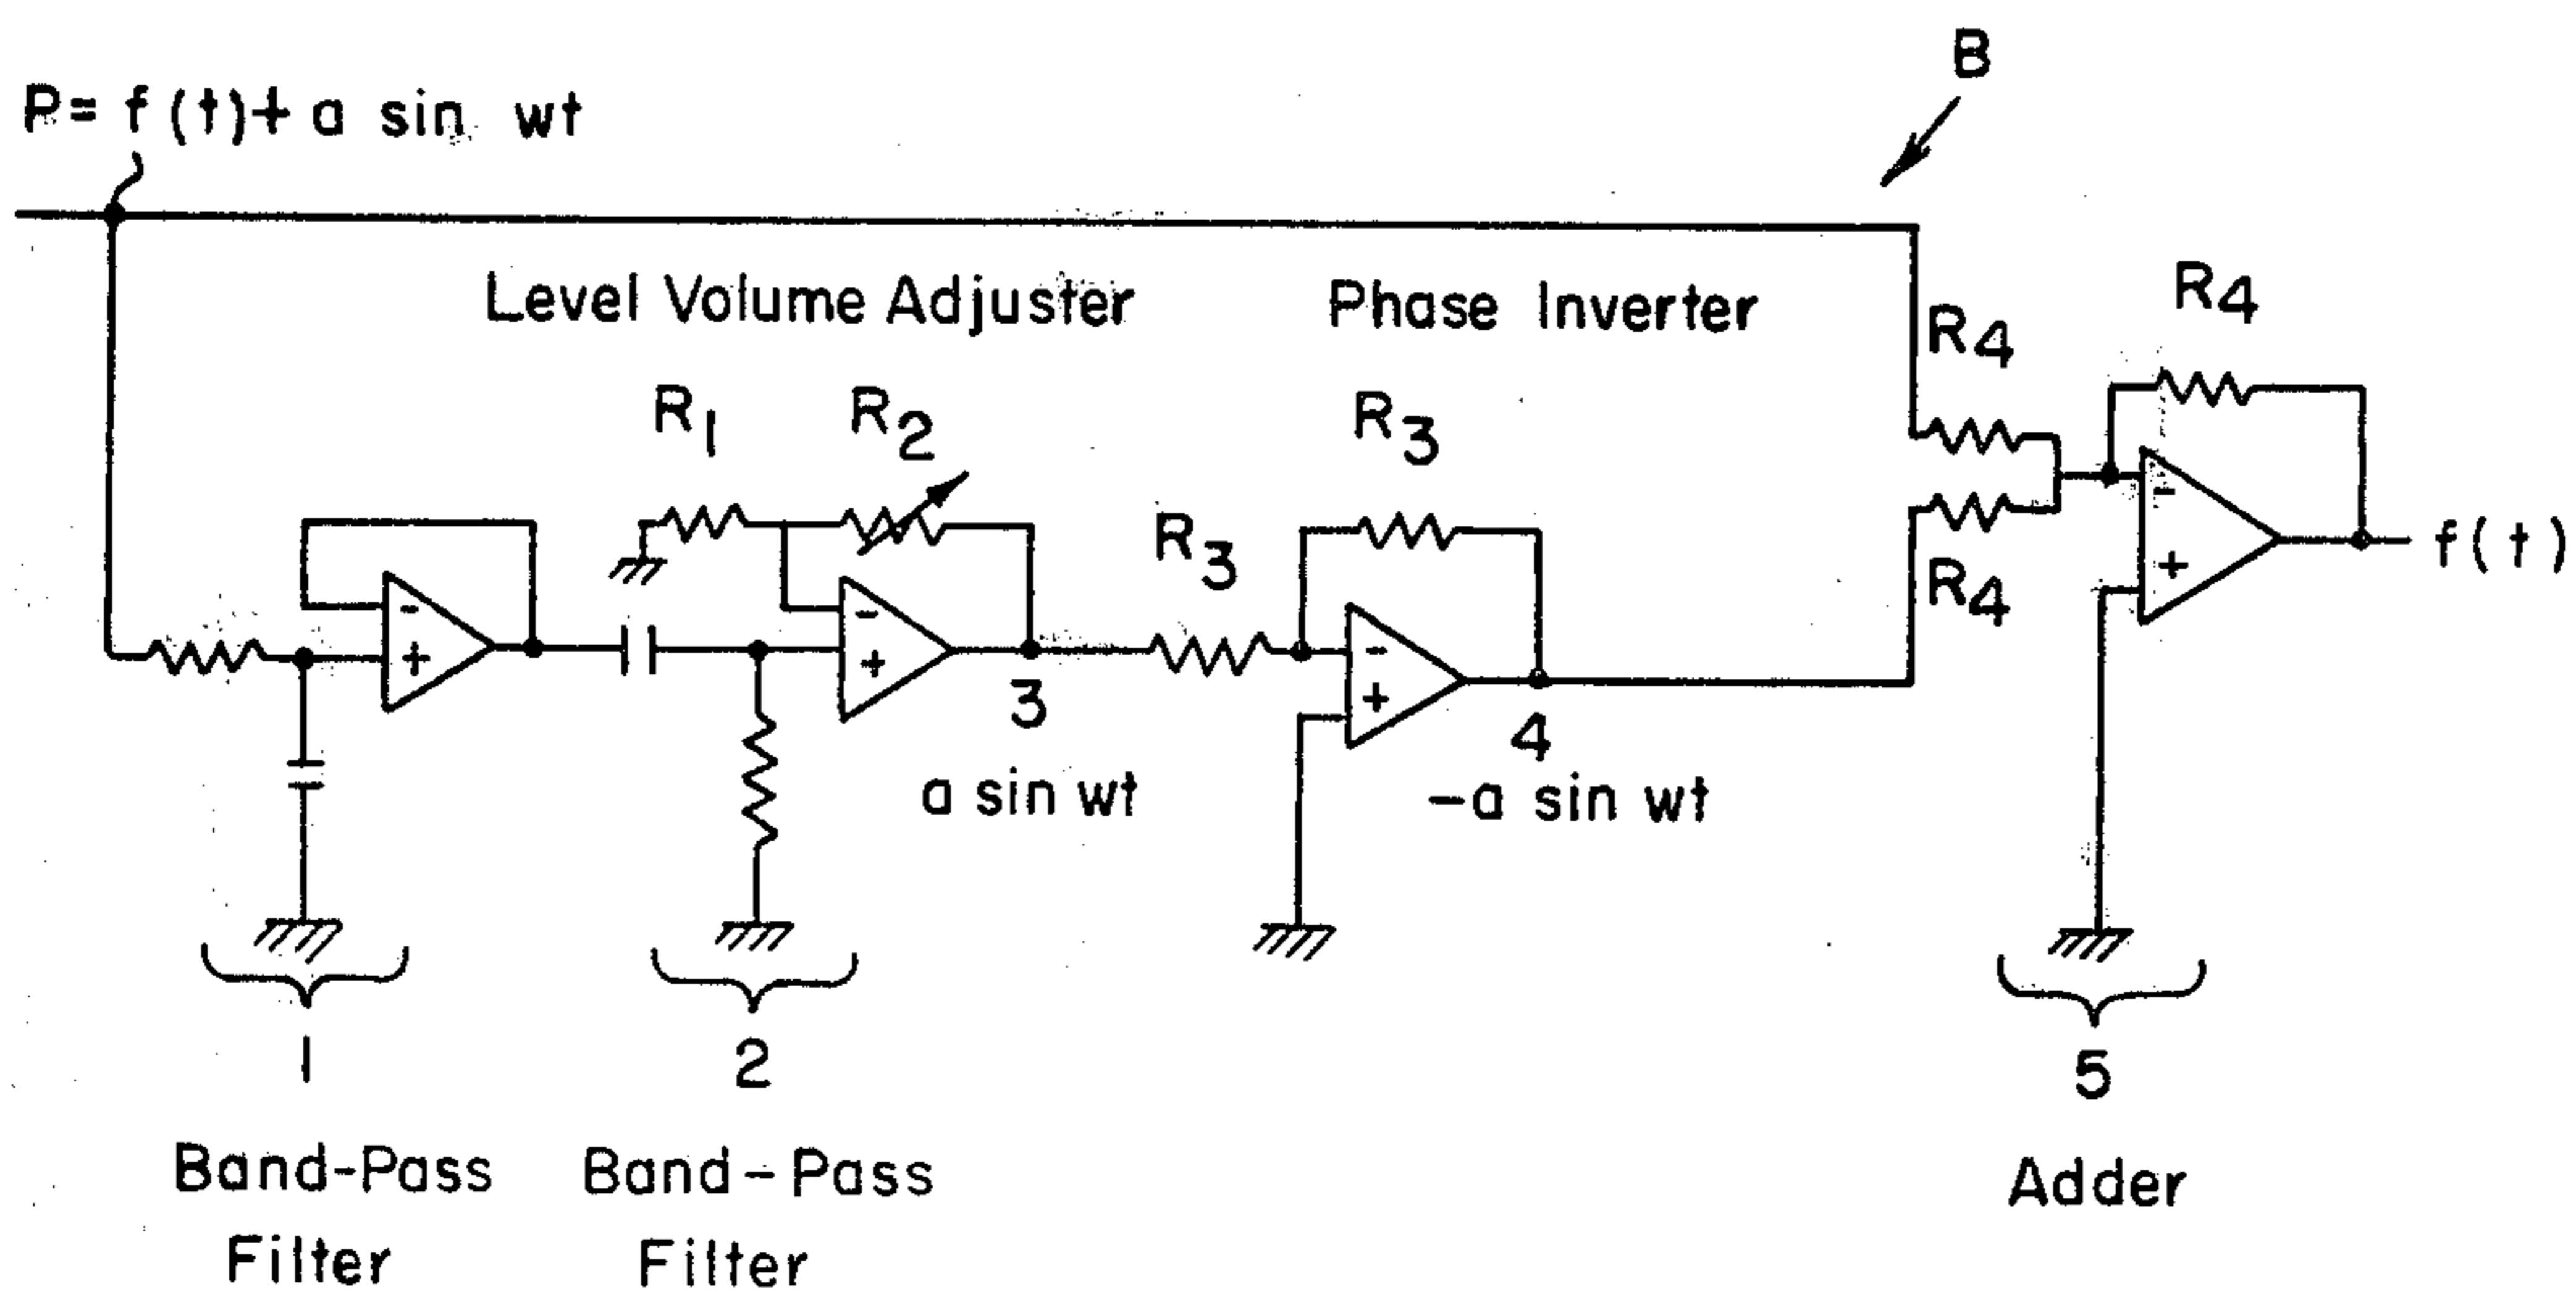 B
P= f (t)+ a sin wt
Level Volume Adjuster
Phase Inverter
R4
R4
R1
R2
R3
R3
R4
-
+
-
+
-
+
-
+
f(t)
3
4
a sin wt
-a sin wt
1
2
5
Band-Pass
Filter
Band-Pass
Filter
Adder